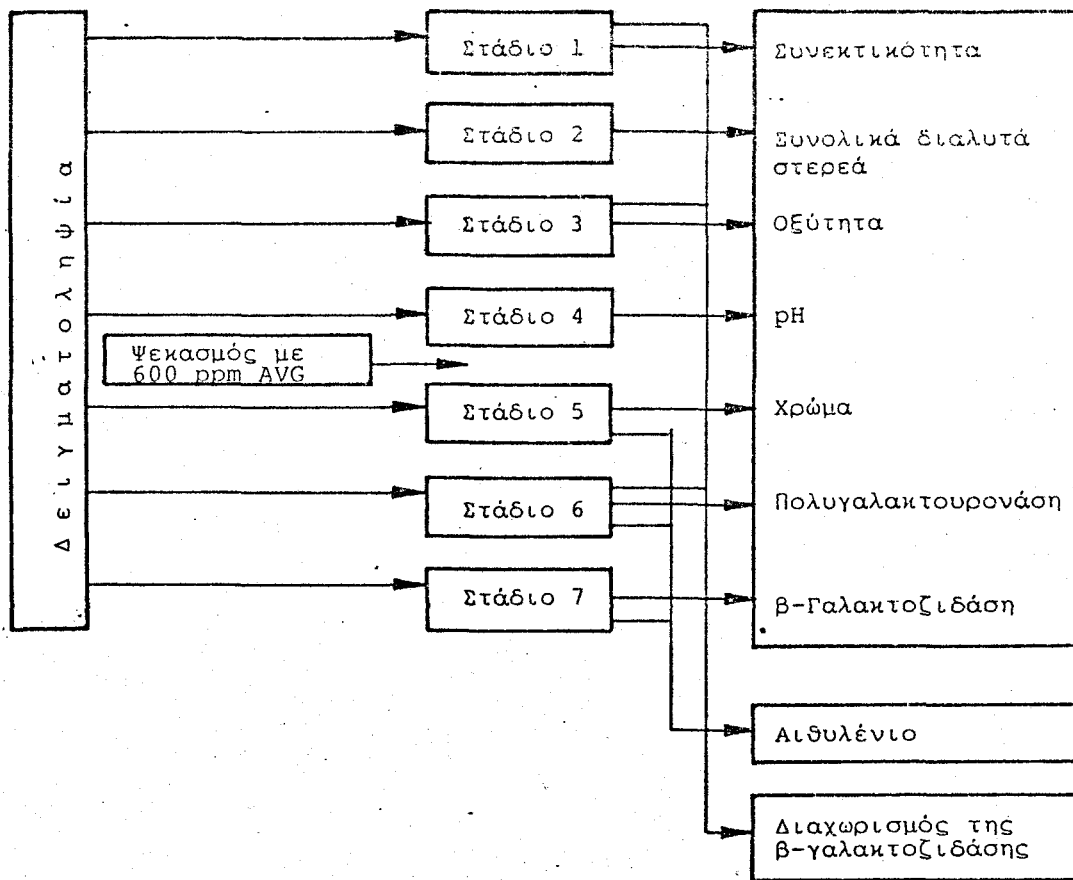 Δειγματοληψία
Στάδιο 1
Στάδιο 2
Στάδιο 3
Στάδιο 4
Ψεκασμός με
600 ppm AVG
Στάδιο 5
Στάδιο 6
Στάδιο 7
Συνεκτικότητα
Συνολικά διαλυτά
στερεά
Οξύτητα
pH
Χρώμα
Πολυγαλακτουρονάση
β-Γαλακτοζιδάση
Αιθυλένιο
Διαχωρισμός της
β-γαλακτοζιδάσης